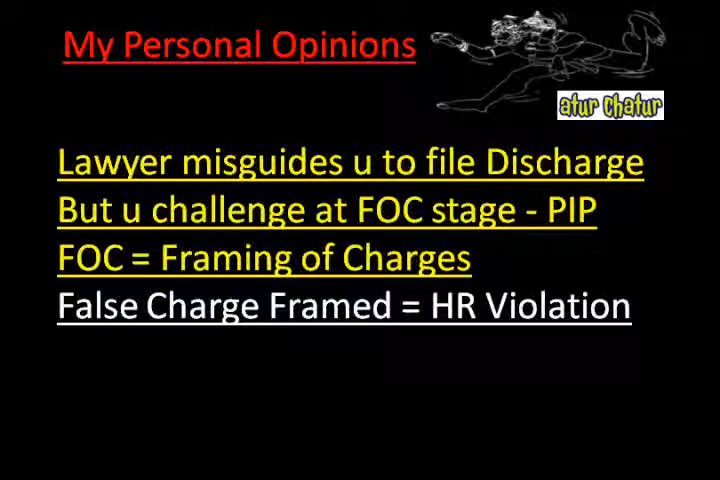 My Personal Opinions
atur chatur
Lawyer misguides u to file Discharge
But u challenge at FOC stage - PIP
FOC = Framing of Charges
False Charge Framed = HR Violation